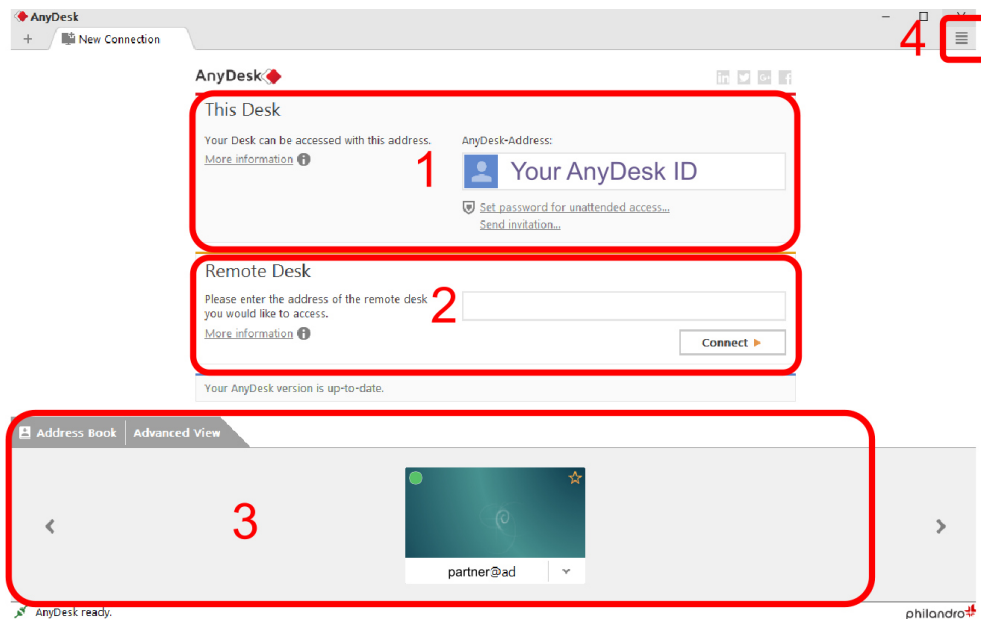 AnyDesk
New Connection
4
AnyDesk
in G+ f
This Desk
Your Desk can be accessed with this address.
AnyDesk-Address:
More information
1
Your AnyDesk ID
Set password for unattended access...
Send invitation...
Remote Desk
Please enter the address of the remote desk
you would like to access.
2
More information
Connect
Your AnyDesk version is up-to-date.
Address Book Advanced View
3
partner@ad
AnyDesk ready.
philandro